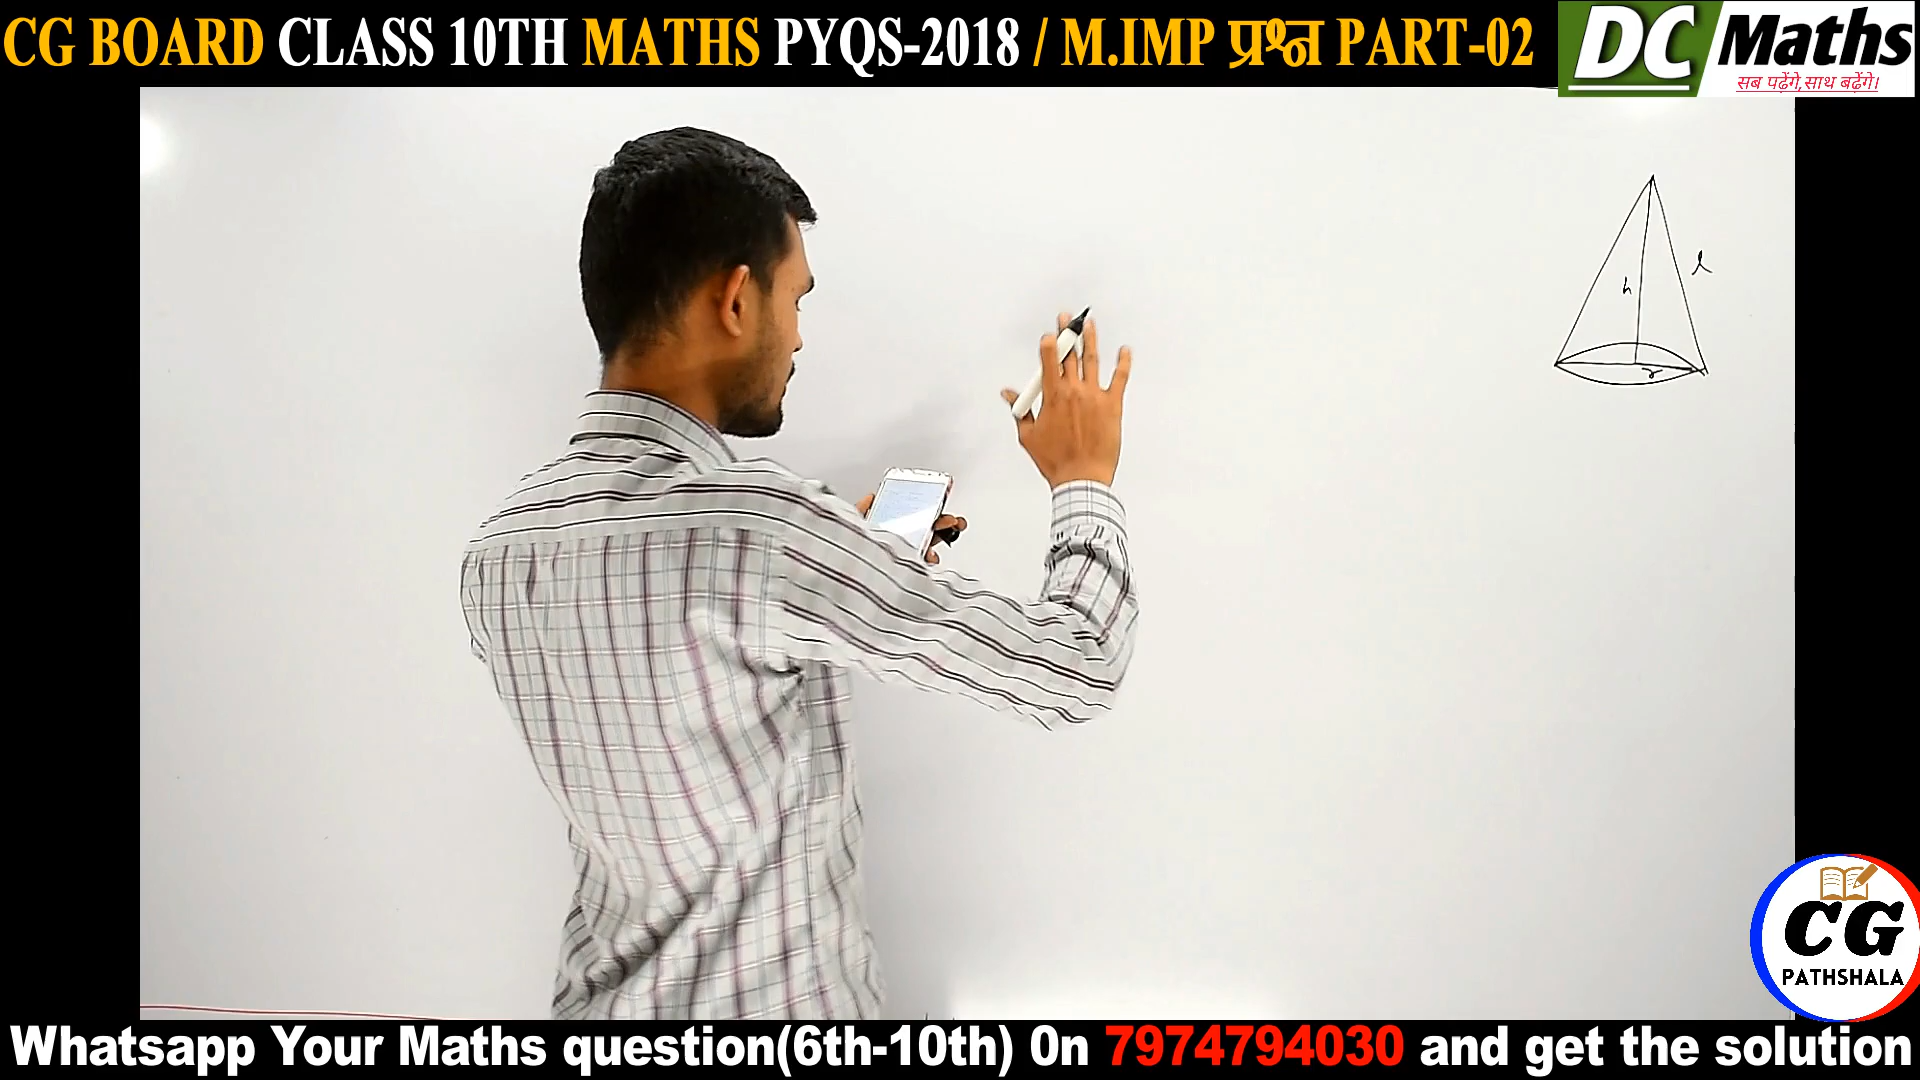 CG BOARD CLASS 10TH MATHS PYQS-2018 / M.IMP प्रश्न PART-02
DC Maths
सब पढ़ेंगे,साथ बढ़ेंगे।
h
l
r
CG
PATHSHALA
Whatsapp Your Maths question(6th-10th) 0n 7974794030 and get the solution